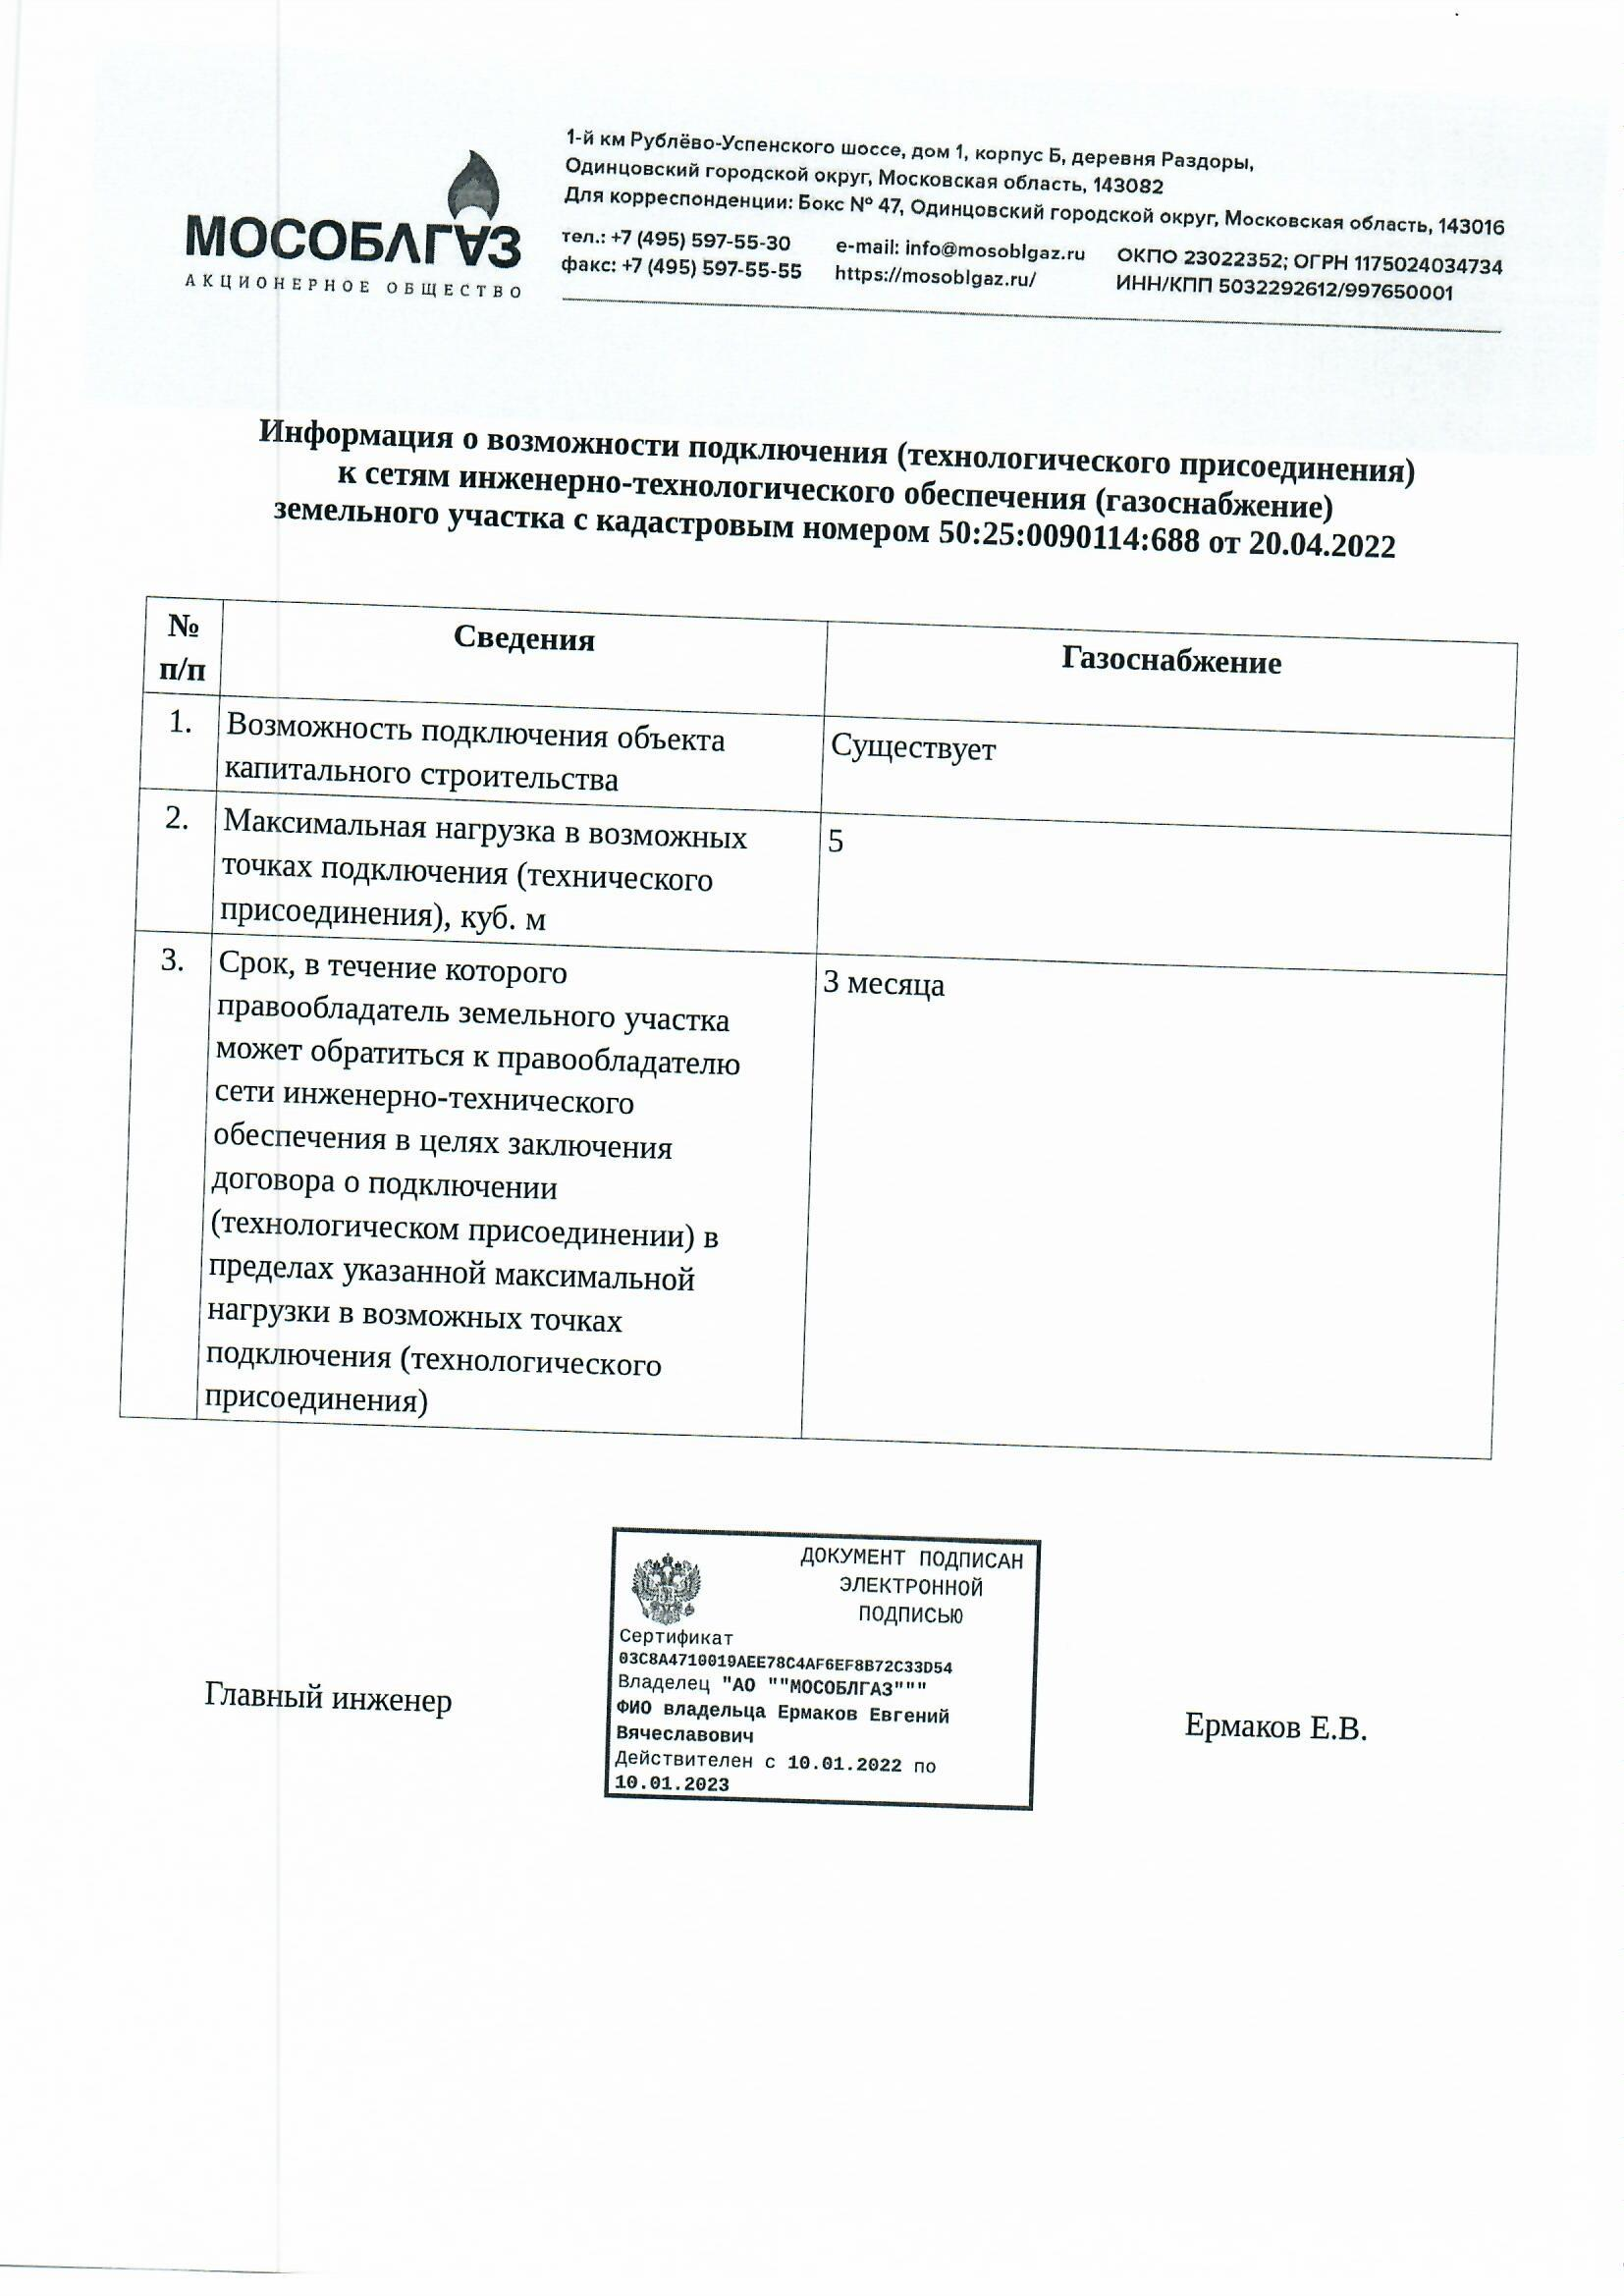 МОСОБЛГАЗ
АКЦИОНЕРНОЕ ОБЩЕСТВО
1-й км Рублёво-Успенского шоссе, дом 1, корпус Б, деревня Раздоры,
Одинцовский городской округ, Московская область, 143082
Для корреспонденции: Бокс № 47, Одинцовский городской округ, Московская область, 143016
тел.: +7 (495) 597-55-30 e-mail: info@mosoblgaz.ru ОКПО 23022352; ОГРН 1175024034734
факс: +7 (495) 597-55-55 https://mosoblgaz.ru/ ИНН/КПП 5032292612/997650001
Информация о возможности подключения (технологического присоединения)
к сетям инженерно-технологического обеспечения (газоснабжение)
земельного участка с кадастровым номером 50:25:0090114:688 от 20.04.2022
№ п/п
Сведения
Газоснабжение
1.
Возможность подключения объекта
капитального строительства
Существует
2.
Максимальная нагрузка в возможных
точках подключения (технического
присоединения), куб. м
5
3.
Срок, в течение которого
правообладатель земельного участка
может обратиться к правообладателю
сети инженерно-технического
обеспечения в целях заключения
договора о подключении
(технологическом присоединении) в
пределах указанной максимальной
нагрузки в возможных точках
подключения (технологического
присоединения)
3 месяца
Главный инженер
ДОКУМЕНТ ПОДПИСАН
ЭЛЕКТРОННОЙ
ПОДПИСЬЮ
Сертификат
03C8A4710019AEE78C4AF6EF8B72C33D54
Владелец "АО ""МОСОБЛГАЗ"""
ФИО владельца Ермаков Евгений
Вячеславович
Действителен с 10.01.2022 по
10.01.2023
Ермаков Е.В.